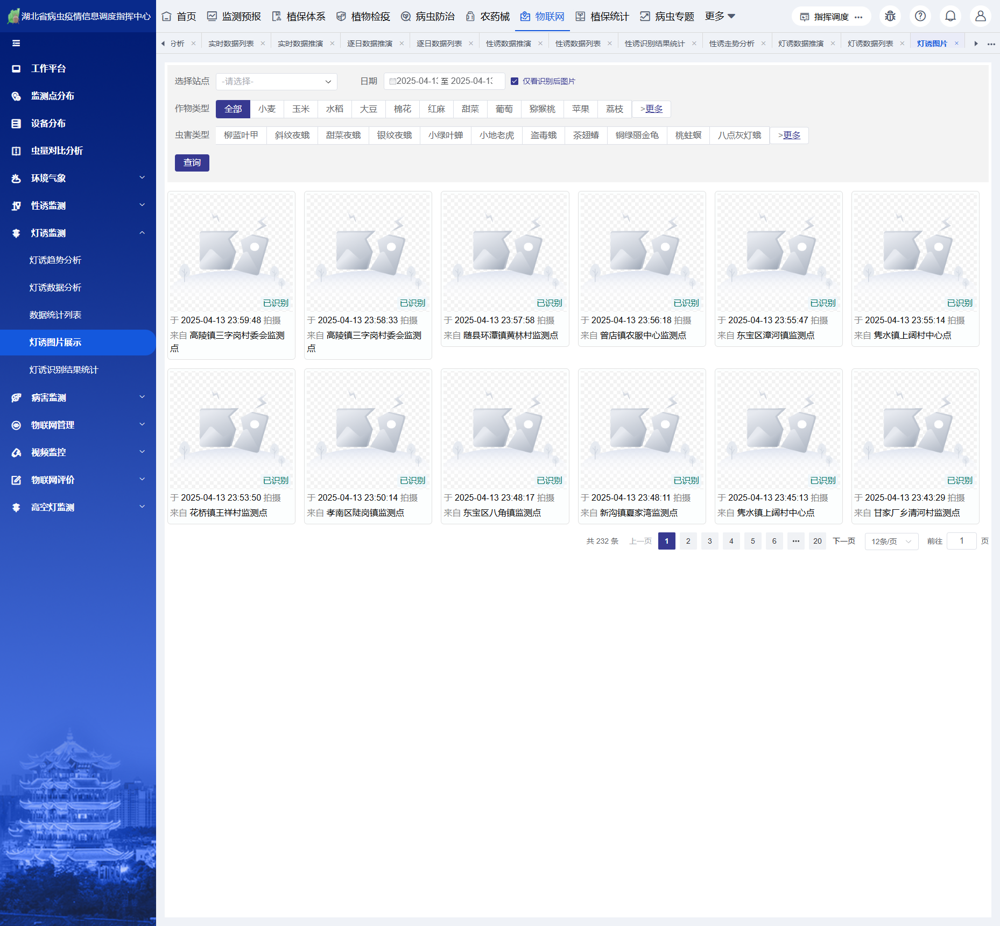 湖北省病虫疫情信息调度指挥中心
首页 监测预报 植保体系 植物检疫 病虫防治 农药械 物联网 植保统计 病虫专题 更多
指挥调度
分析 实时数据列表 实时数据推演 逐日数据推演 逐日数据列表 性诱数据推演 性诱数据列表 性诱识别结果统计 性诱走势分析 灯诱数据推演 灯诱数据列表 灯诱图片
工作平台
监测点分布
设备分布
虫量对比分析
环境气象
性诱监测
灯诱监测
灯诱趋势分析
灯诱数据分析
数据统计列表
灯诱图片展示
灯诱识别结果统计
病害监测
物联网管理
视频监控
物联网评价
高空灯监测
选择站点 -请选择- 日期 2025-04-1 至 2025-04-1 仅看识别后图片
作物类型 全部 小麦 玉米 水稻 大豆 棉花 红麻 甜菜 葡萄 猕猴桃 苹果 荔枝 >更多
虫害类型 柳蓝叶甲 斜纹夜蛾 甜菜夜蛾 银纹夜蛾 小绿叶蝉 小地老虎 盗毒蛾 茶翅蝽 铜绿丽金龟 桃蛀螟 八点灰灯蛾 >更多
查询
已识别
于 2025-04-13 23:59:48 拍摄
来自 高陵镇三字岗村委会监测
点
已识别
于 2025-04-13 23:58:33 拍摄
来自 高陵镇三字岗村委会监测
点
已识别
于 2025-04-13 23:57:58 拍摄
来自 随县环潭镇黄林村监测点
已识别
于 2025-04-13 23:56:18 拍摄
来自 曾店镇农服中心监测点
已识别
于 2025-04-13 23:55:47 拍摄
来自 东宝区漳河镇监测点
已识别
于 2025-04-13 23:55:14 拍摄
来自 隽水镇上阔村中心点
已识别
于 2025-04-13 23:53:50 拍摄
来自 花桥镇王祥村监测点
已识别
于 2025-04-13 23:50:14 拍摄
来自 孝南区陡岗镇监测点
已识别
于 2025-04-13 23:48:17 拍摄
来自 东宝区八角镇监测点
已识别
于 2025-04-13 23:48:11 拍摄
来自 新沟镇夏家湾监测点
已识别
于 2025-04-13 23:45:13 拍摄
来自 隽水镇上阔村中心点
已识别
于 2025-04-13 23:43:29 拍摄
来自 甘家厂乡清河村监测点
共 232 条 上一页 1 2 3 4 5 6 ••• 20 下一页 12条/页 前往 1 页